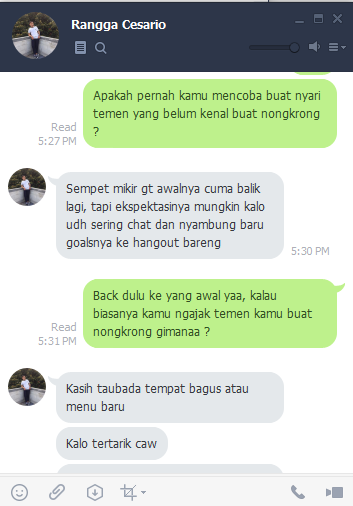 Rangga Cesario
Apakah pernah kamu mencoba buat nyari
temen yang belum kenal buat nongkrong
?
Read
5:27 PM
Sempet mikir gt awalnya cuma balik
lagi, tapi ekspektasinya mungkin kalo
udh sering chat dan nyambung baru
goalsnya ke hangout bareng
5:30 PM
Back dulu ke yang awal yaa, kalau
biasanya kamu ngajak temen kamu buat
nongkrong gimanaa ?
Read
5:31 PM
Kasih taubada tempat bagus atau
menu baru
Kalo tertarik caw